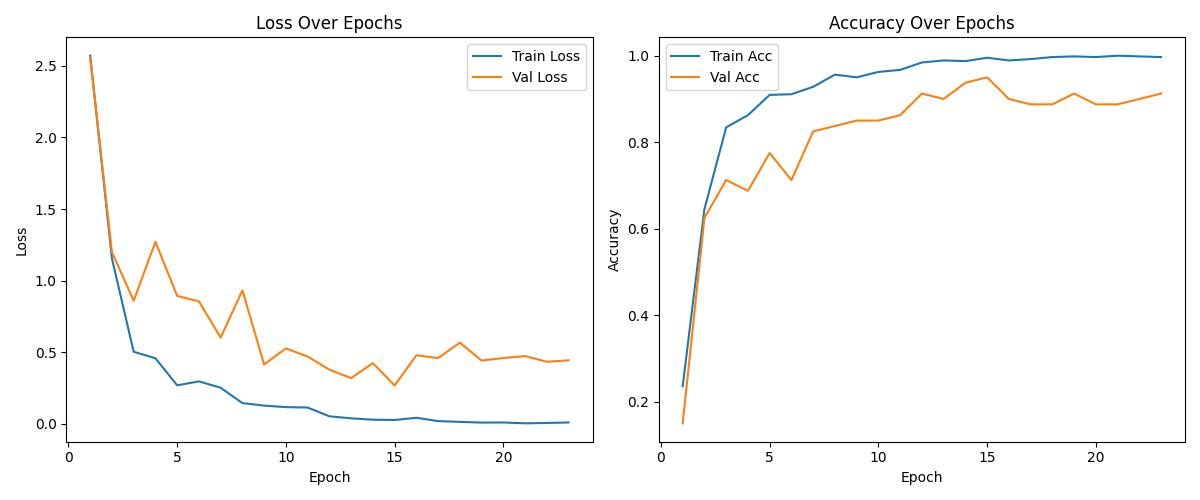 Loss Over Epochs
Train Loss
Val Loss
2.5
2.0
1.5
1.0
0.5
0.0
Loss
0 5 10 15 20
Epoch
Accuracy Over Epochs
Train Acc
Val Acc
1.0
0.8
0.6
0.4
0.2
Accuracy
0 5 10 15 20
Epoch